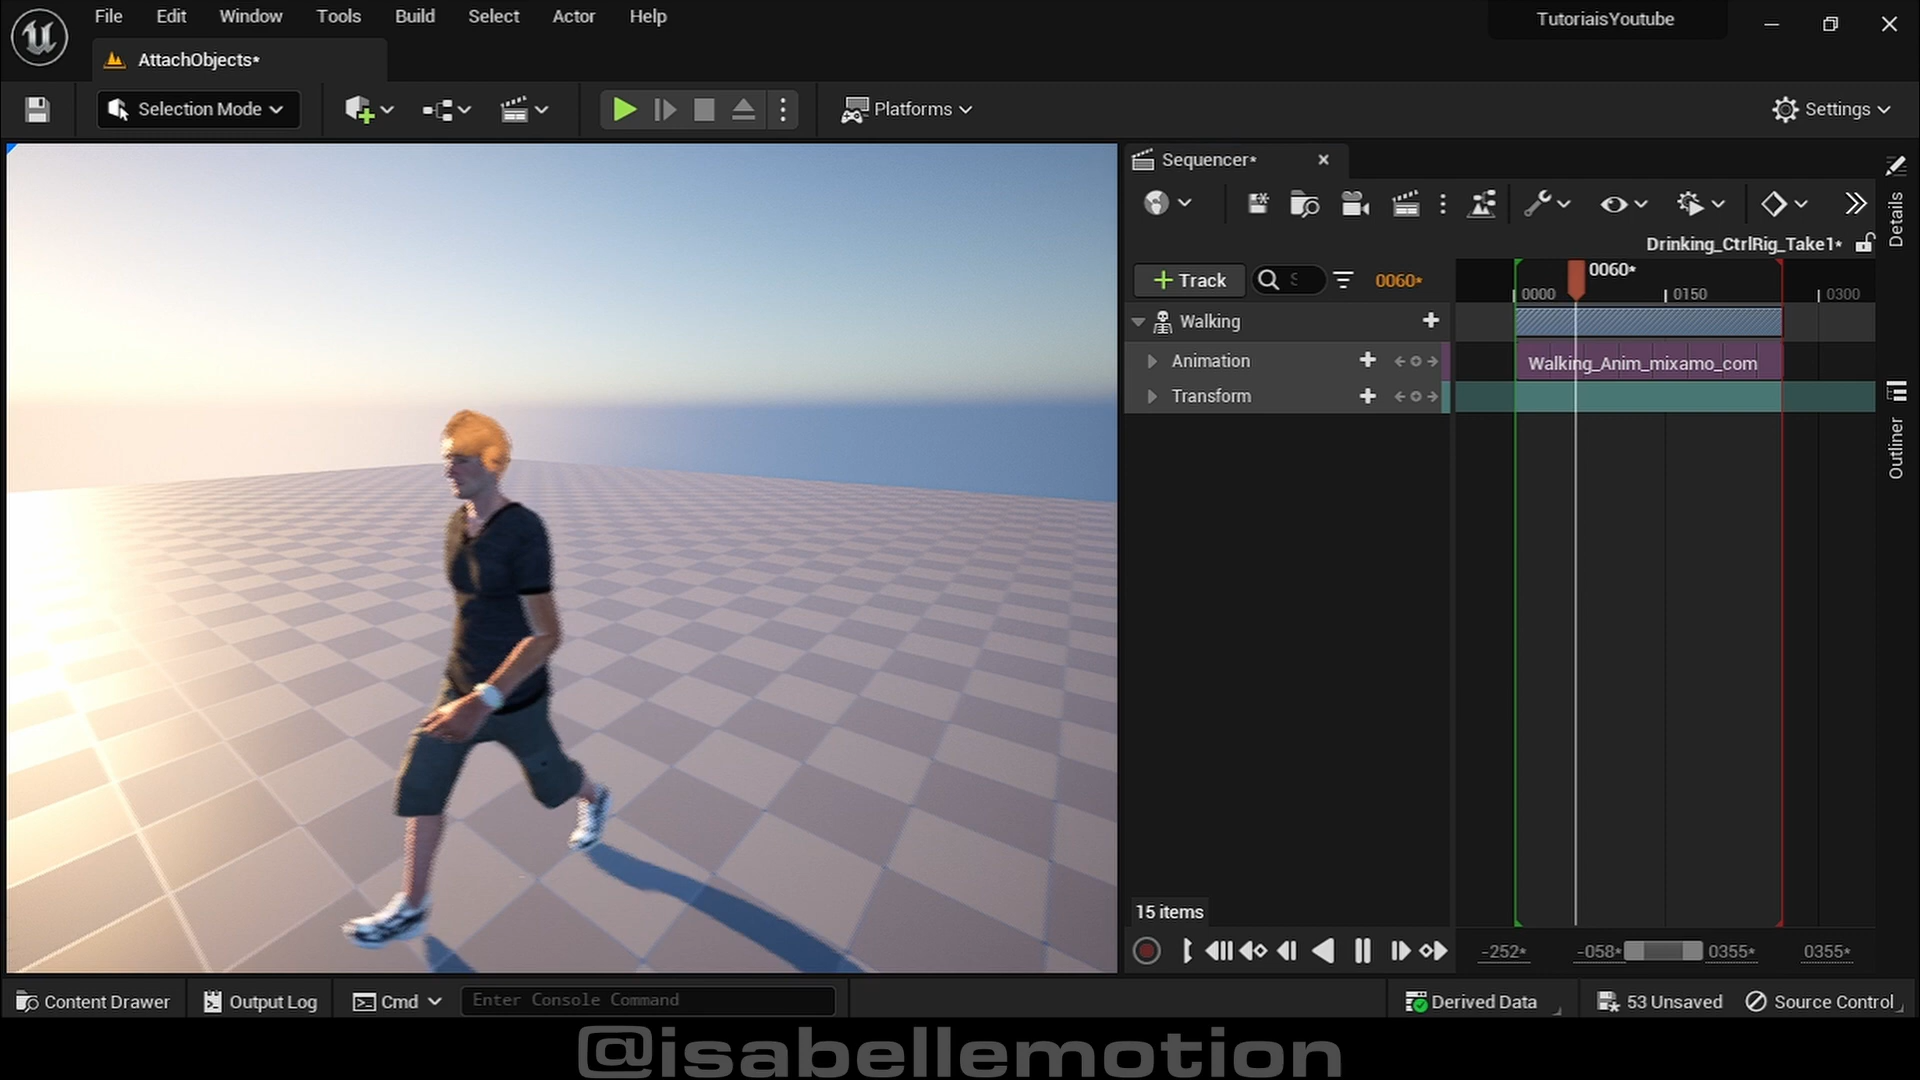 File Edit Window Tools Build Select Actor Help
TutoriaisYoutube
AttachObjects*
Selection Mode
Platforms
Settings
Sequencer*
Details
Drinking_CtrlRig_Take1*
Track
S
0060*
0060*
0000
0150
0300
Walking
Animation
Walking_Anim_mixamo_com
Transform
Outliner
15 items
-252*
-058*
0355*
0355*
Content Drawer
Output Log
Cmd
Enter Console Command
Derived Data
53 Unsaved
Source Control
@isabellemotion